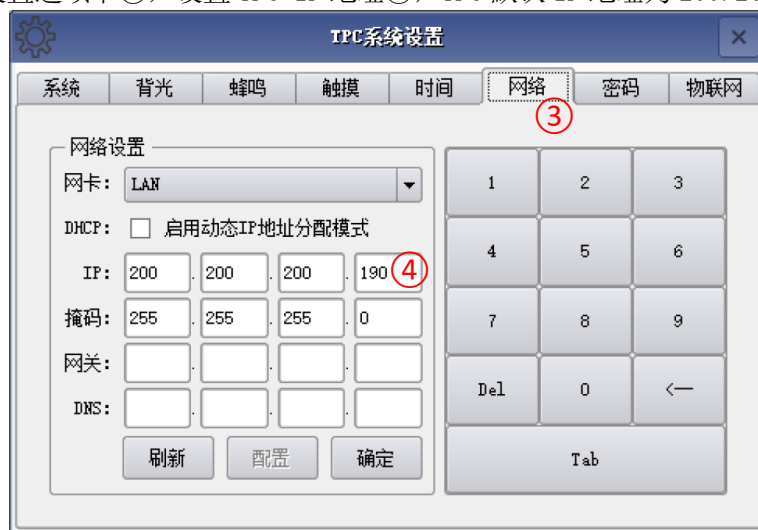 TPC系统设置
×
系统 背光 蜂鸣 触摸 时间 网络 密码 物联网
③
网络设置
网卡: LAN
DHCP: 启用动态IP地址分配模式
IP: 200 . 200 . 200 . 190 ④
掩码: 255 . 255 . 255 . 0
网关: . . .
DNS: . . .
刷新 配置 确定
1 2 3
4 5 6
7 8 9
Del 0 <—
Tab